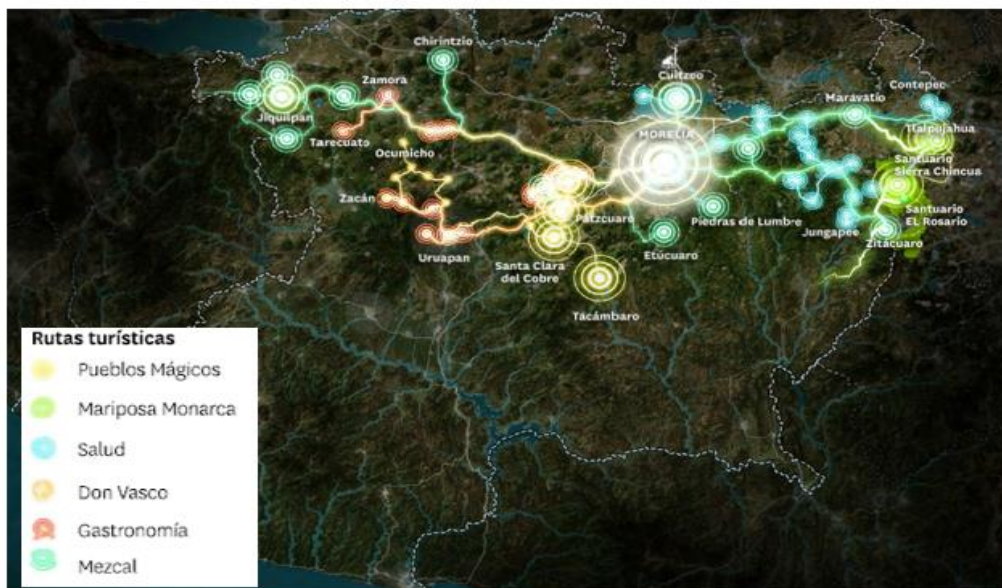 Chirintzio
Zamora
Cuitzeo
Contepec
Maravatío
Jiquilpan
MORELIA
Tlalpujahua
Tarecuato
Ocumicho
Santuario
Sierra Chincua
Zacán
Pátzcuaro
Piedras de Lumbre
Santuario
EL Rosario
Jungapeo
Zitácuaro
Uruapan
Santa Clara
del Cobre
Etúcuaro
Tacámbaro
Rutas turísticas
Pueblos Mágicos
Mariposa Monarca
Salud
Don Vasco
Gastronomía
Mezcal